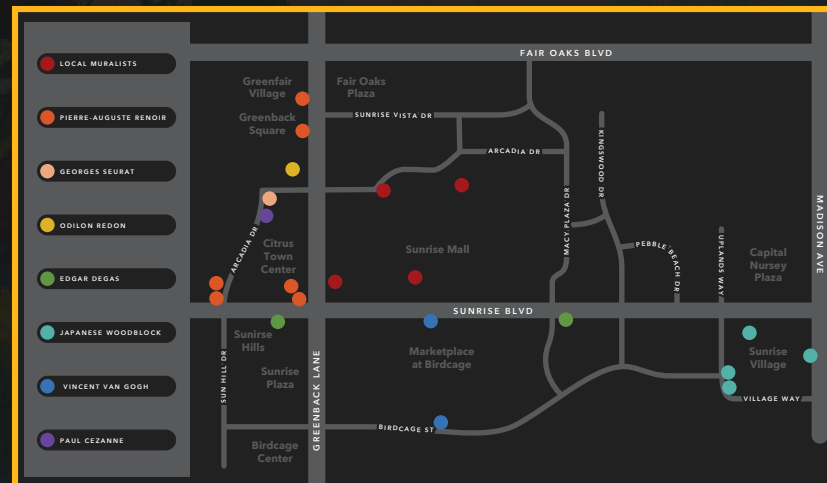 LOCAL MURALISTS
PIERRE-AUGUSTE RENOIR
GEORGES SEURAT
ODILON REDON
EDGAR DEGAS
JAPANESE WOODBLOCK
VINCENT VAN GOGH
PAUL CEZANNE
FAIR OAKS BLVD
Greenfair
Village
Fair Oaks
Plaza
Greenback
Square
SUNRISE VISTA DR
ARCADIA DR
KINGSWOOD DR
MACY PLAZA DR
MADISON AVE
ARCADIA DR
Citrus
Town
Center
Sunrise Mall
PEBBLE BEACH DR
UPLANDS WAY
Capital
Nursey
Plaza
SUNRISE BLVD
Sunirse
Hills
Marketplace
at Birdcage
Sunrise
Village
SUN HILL DR
Sunrise
Plaza
GREENBACK LANE
VILLAGE WAY
BIRDCAGE ST
Birdcage
Center